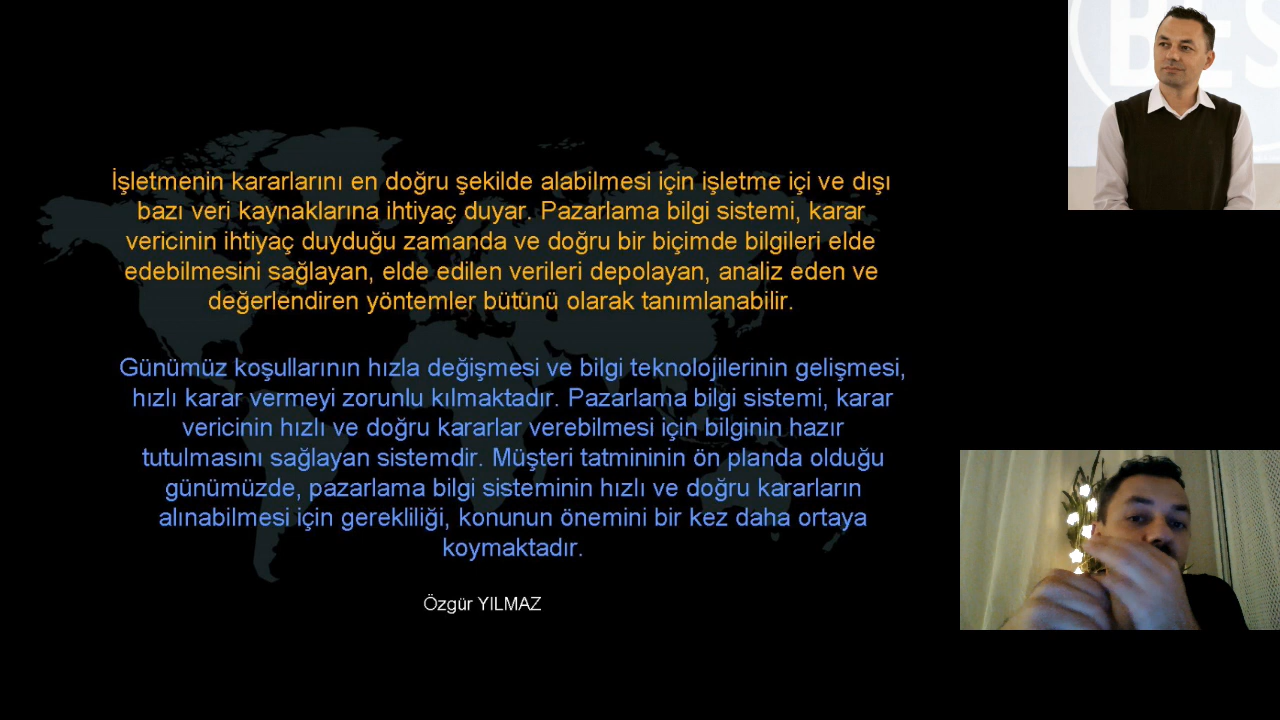 İşletmenin kararlarını en doğru şekilde alabilmesi için işletme içi ve dışı
bazı veri kaynaklarına ihtiyaç duyar. Pazarlama bilgi sistemi, karar
vericinin ihtiyaç duyduğu zamanda ve doğru bir biçimde bilgileri elde
edebilmesini sağlayan, elde edilen verileri depolayan, analiz eden ve
değerlendiren yöntemler bütünü olarak tanımlanabilir.
Günümüz koşullarının hızla değişmesi ve bilgi teknolojilerinin gelişmesi,
hızlı karar vermeyi zorunlu kılmaktadır. Pazarlama bilgi sistemi, karar
vericinin hızlı ve doğru kararlar verebilmesi için bilginin hazır
tutulmasını sağlayan sistemdir. Müşteri tatmininin ön planda olduğu
günümüzde, pazarlama bilgi sisteminin hızlı ve doğru kararların
alınabilmesi için gerekliliği, konunun önemini bir kez daha ortaya
koymaktadır.
Özgür YILMAZ